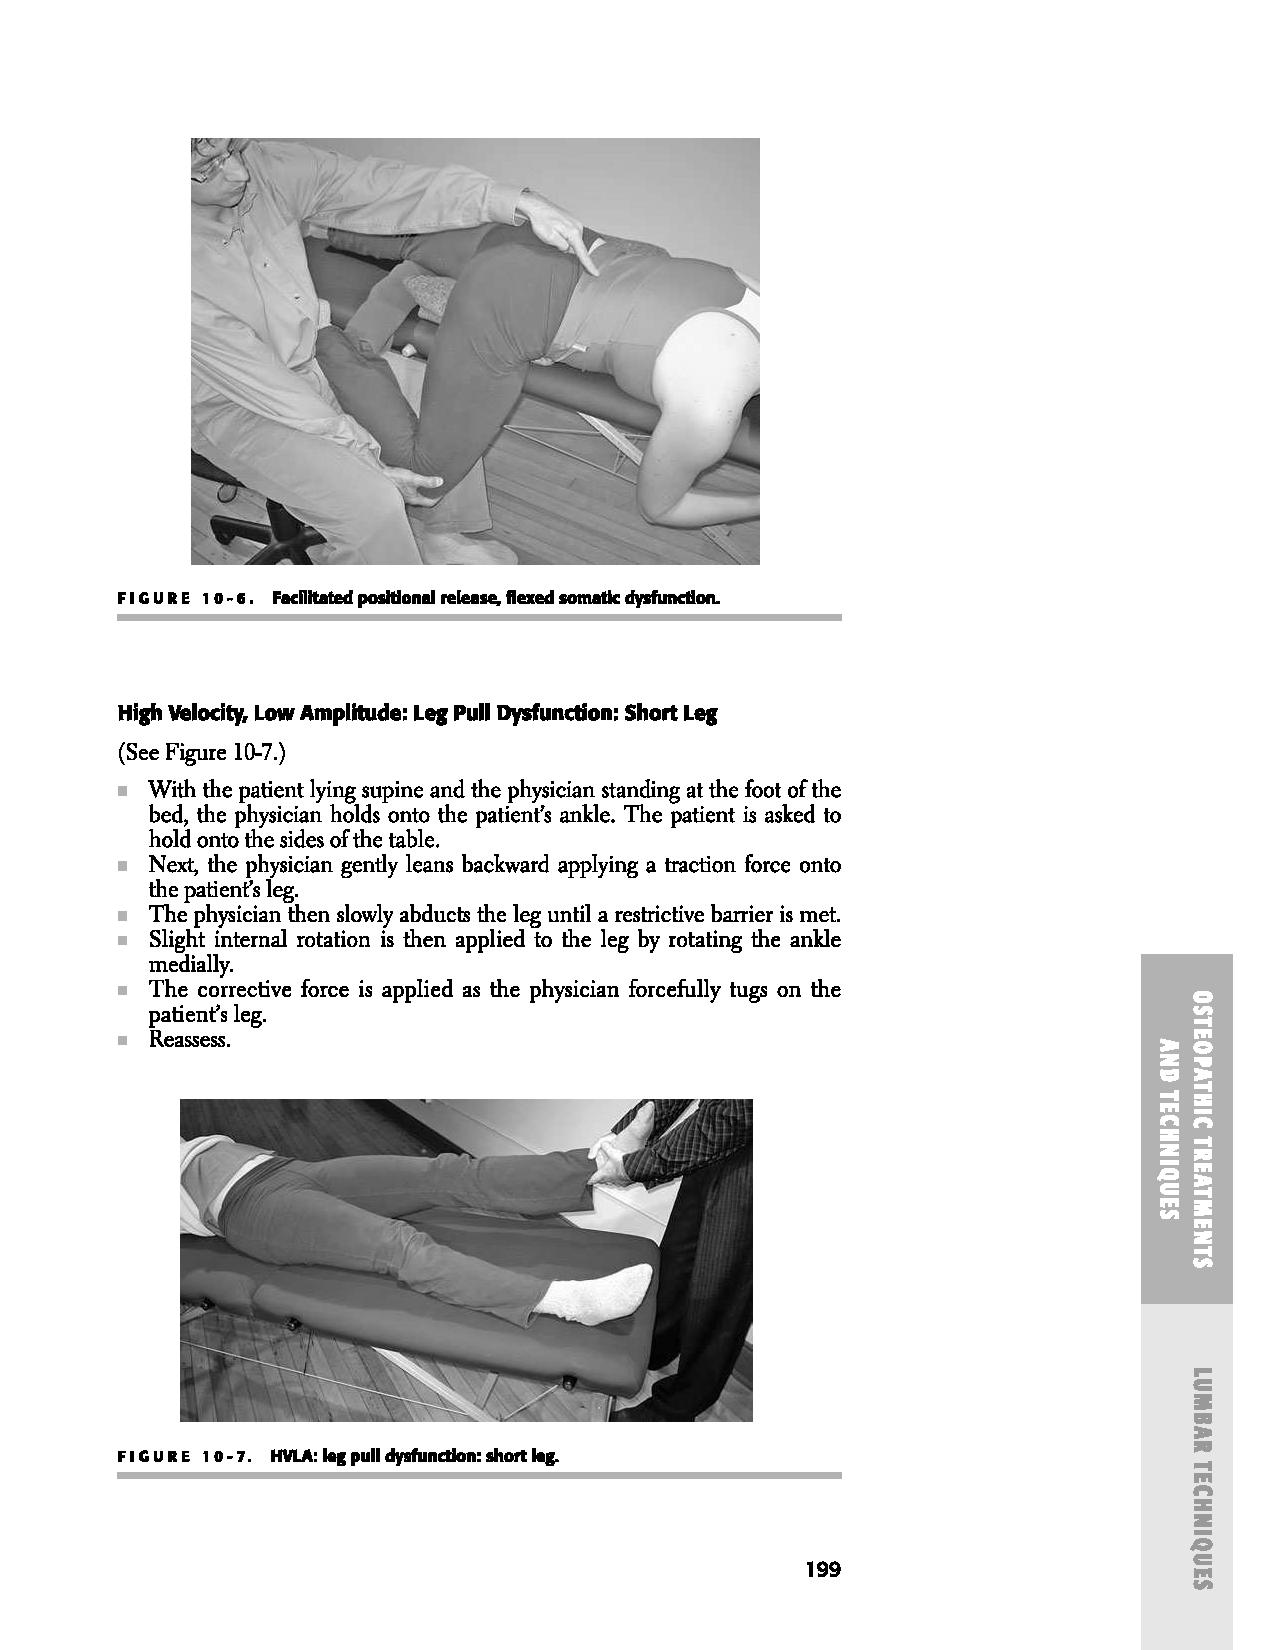 FIGURE 10-6. Facilitated positional release, flexed somatic dysfunction.
High Velocity, Low Amplitude: Leg Pull Dysfunction: Short Leg
(See Figure 10-7.)
■ With the patient lying supine and the physician standing at the foot of the
bed, the physician holds onto the patient's ankle. The patient is asked to
hold onto the sides of the table.
■ Next, the physician gently leans backward applying a traction force onto
the patient's leg.
■ The physician then slowly abducts the leg until a restrictive barrier is met.
■ Slight internal rotation is then applied to the leg by rotating the ankle
medially.
■ The corrective force is applied as the physician forcefully tugs on the
patient's leg.
■ Reassess.
FIGURE 10-7. HVLA: leg pull dysfunction: short leg.
199
OSTEOPATHIC TREATMENTS
AND TECHNIQUES
LUMBAR TECHNIQUES